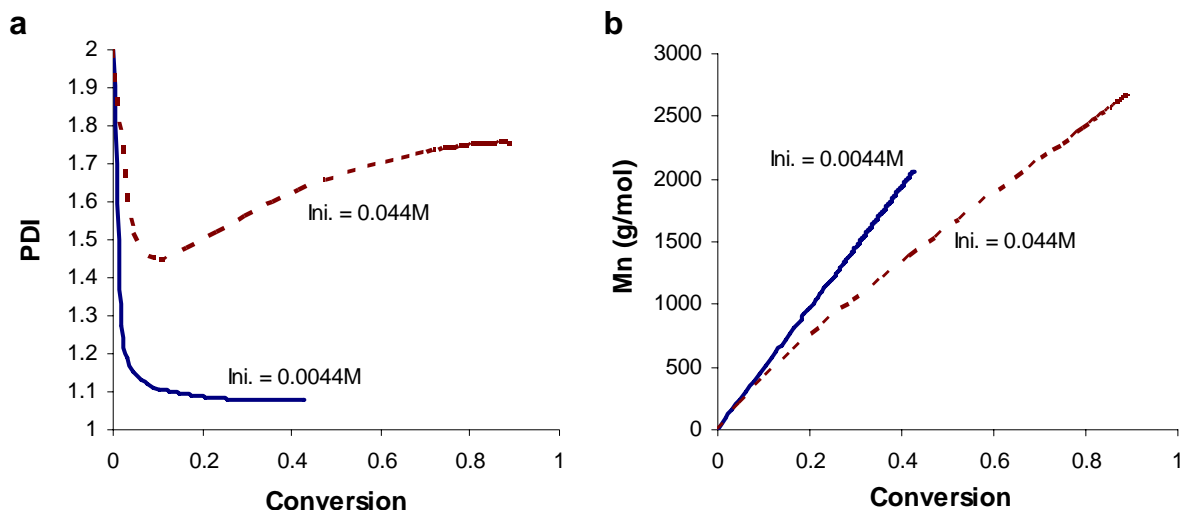 a
2
1.9
1.8
1.7
1.6
1.5
1.4
1.3
1.2
1.1
1
PDI
Ini. = 0.044M
Ini. = 0.0044M
0 0.2 0.4 0.6 0.8 1
Conversion
b
3000
2500
2000
1500
1000
500
0
Mn (g/mol)
Ini. = 0.0044M
Ini. = 0.044M
0 0.2 0.4 0.6 0.8 1
Conversion